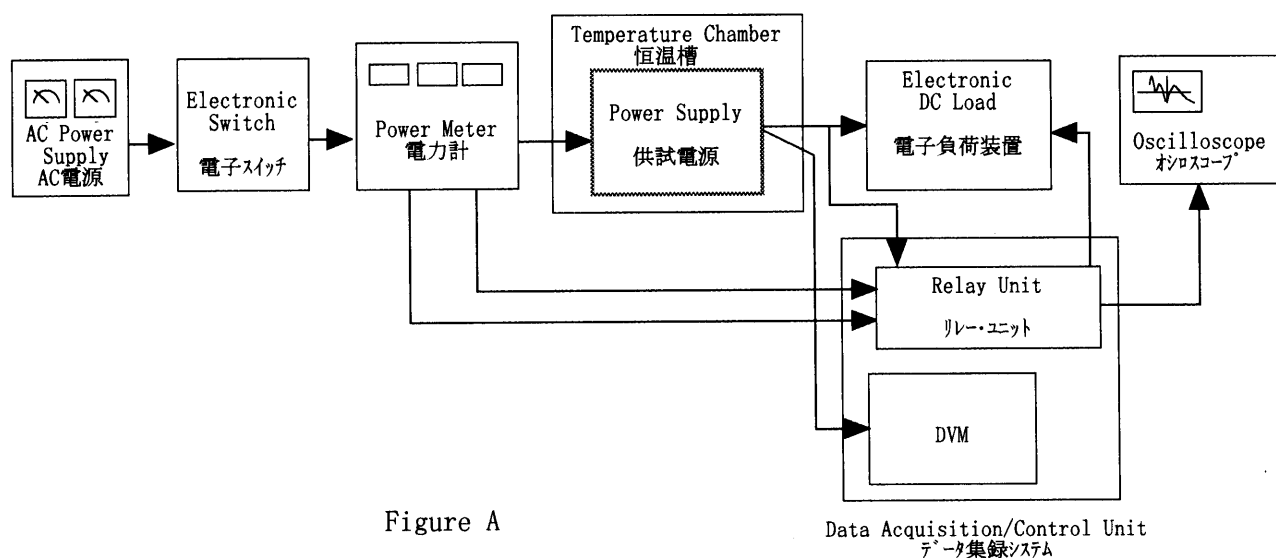 AC Power
Supply
AC電源
Electronic
Switch
電子スイッチ
Power Meter
電力計
Temperature Chamber
恒温槽
Power Supply
供試電源
Electronic
DC Load
電子負荷装置
Oscilloscope
オシロスコープ
Relay Unit
リレー・ユニット
DVM
Figure A
Data Acquisition/Control Unit
データ集録システム